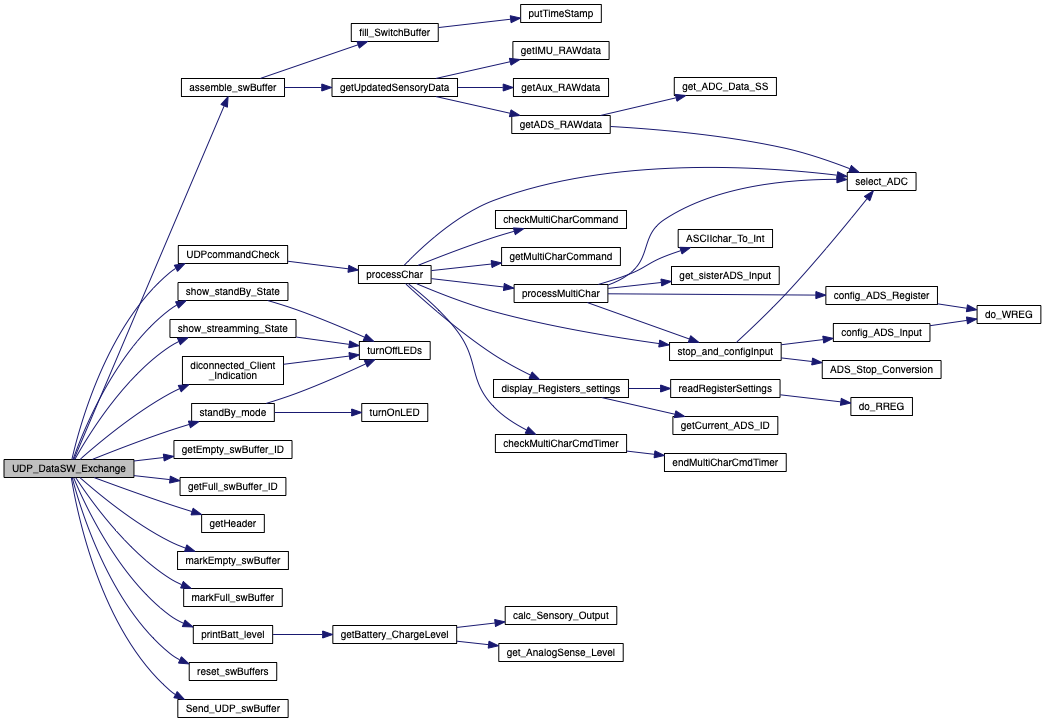 putTimeStamp
fill_SwitchBuffer
getIMU_RAWdata
assemble_swBuffer
getUpdatedSensoryData
getAux_RAWdata
get_ADC_Data_SS
getADS_RAWdata
select_ADC
checkMultiCharCommand
ASCIIchar_To_Int
UDPcommandCheck
getMultiCharCommand
processChar
get_sisterADS_Input
show_standBy_State
processMultiChar
config_ADS_Register
do_WREG
show_streamming_State
config_ADS_Input
turnOffLEDs
stop_and_configInput
diconnected_Client
_Indication
ADS_Stop_Conversion
display_Registers_settings
readRegisterSettings
do_RREG
standBy_mode
turnOnLED
getCurrent_ADS_ID
checkMultiCharCmdTimer
getEmpty_swBuffer_ID
endMultiCharCmdTimer
UDP_DataSW_Exchange
getFull_swBuffer_ID
getHeader
markEmpty_swBuffer
markFull_swBuffer
calc_Sensory_Output
printBatt_level
getBattery_ChargeLevel
get_AnalogSense_Level
reset_swBuffers
Send_UDP_swBuffer